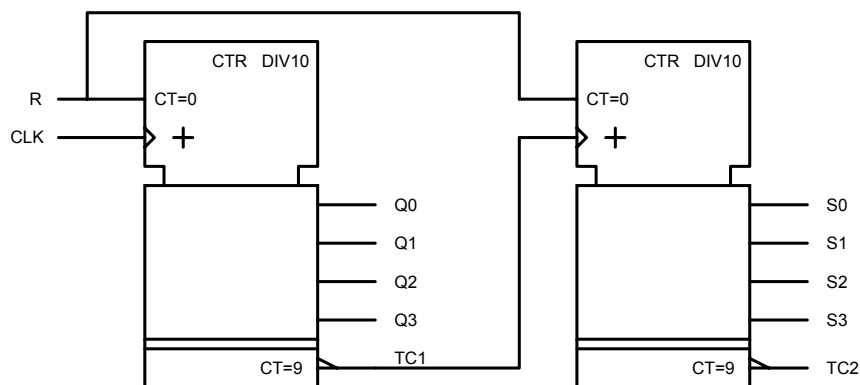 CTR DIV10
CTR DIV10
R
CT=0
CT=0
CLK
+
+
Q0
S0
Q1
S1
Q2
S2
Q3
S3
CT=9
TC1
CT=9
TC2